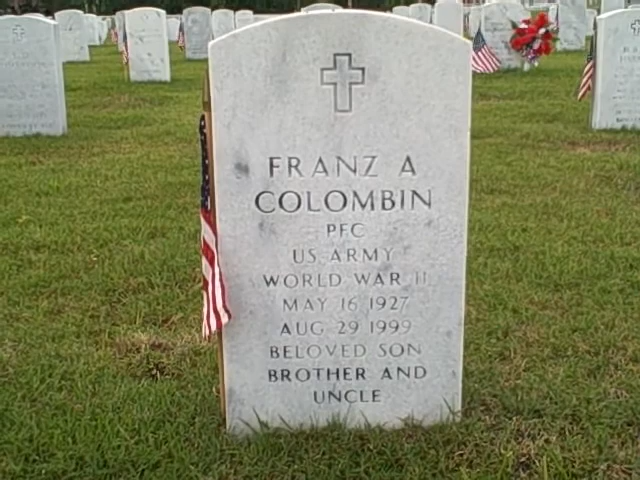 FRANZ A
COLOMBIN
PFC
US ARMY
WORLD WAR II
MAY 16 1927
AUG 29 1999
BELOVED SON
BROTHER AND
UNCLE